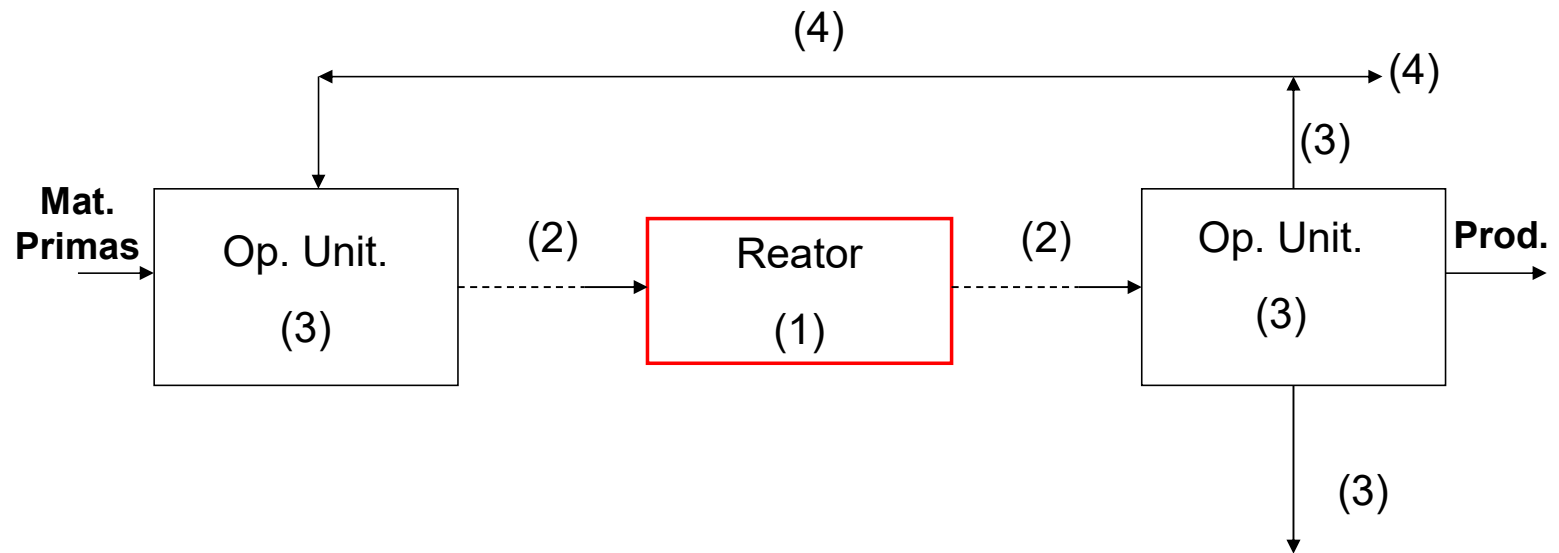 (4)
(4)
(3)
Mat.
Primas
Op. Unit.
(3)
(2)
Reator
(1)
(2)
Op. Unit.
(3)
Prod.
(3)